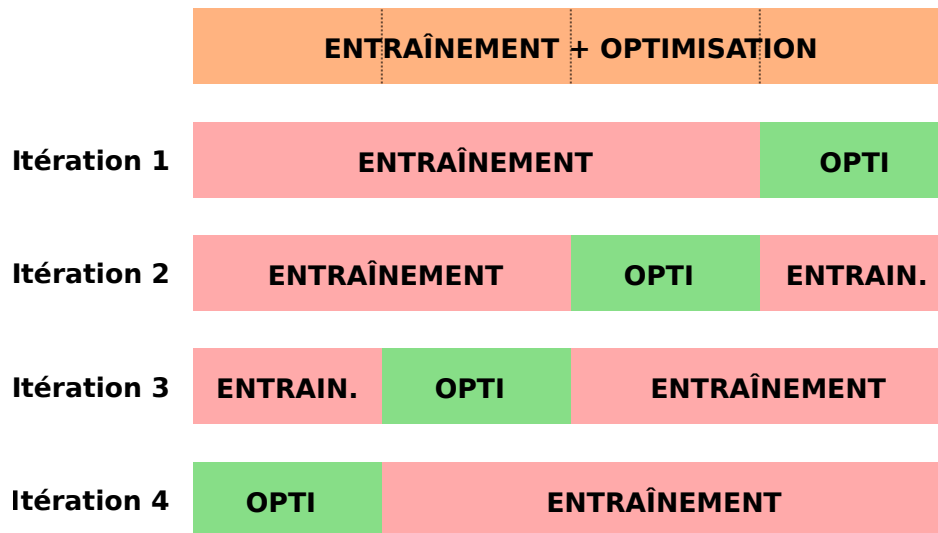 ENTRAÎNEMENT + OPTIMISATION
Itération 1 ENTRAÎNEMENT OPTI
Itération 2 ENTRAÎNEMENT OPTI ENTRAIN.
Itération 3 ENTRAIN. OPTI ENTRAÎNEMENT
Itération 4 OPTI ENTRAÎNEMENT